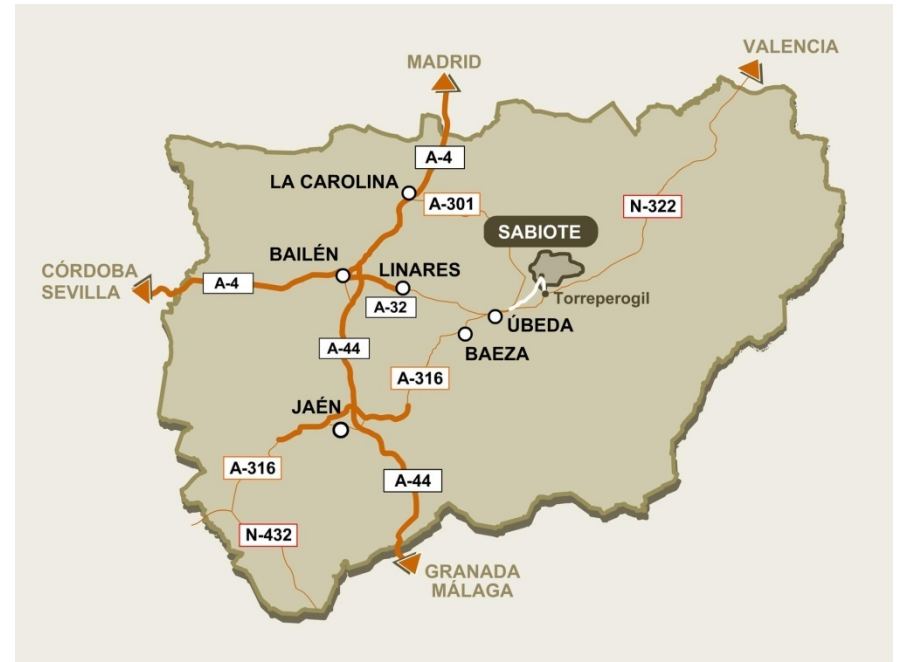 VALENCIA
MADRID
A-4
LA CAROLINA
A-301
N-322
SABIOTE
BAILÉN
LINARES
CÓRDOBA
SEVILLA
A-4
A-32
Torreperogil
ÚBEDA
BAEZA
A-44
A-316
JAÉN
A-316
A-44
N-432
GRANADA
MÁLAGA